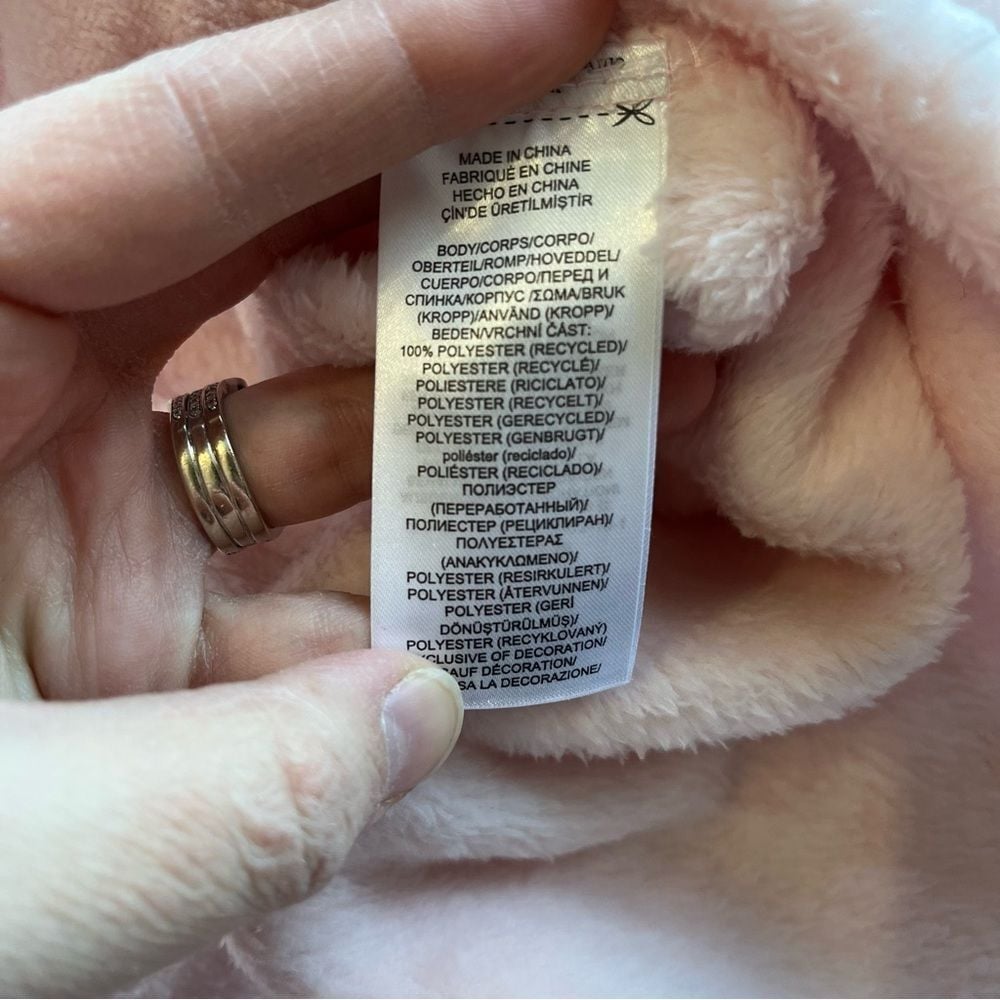 MADE IN CHINA
FABRIQUÉ EN CHINE
HECHO EN CHINA
ÇİN'DE ÜRETİLMİŞTİR
BODY/CORPS/CORPO/
OBERTEIL/ROMP/HOVEDDEL/
CUERPO/CORPO/ПЕРЕД И
СПИНКА/КОРПУС /ΣΩΜΑ/BRUK
(KROPP)/ANVÄND (KROPP)/
BEDEN/VRCHNÍ ČÁST:
100% POLYESTER (RECYCLED)/
POLYESTER (RECYCLÉ)/
POLIESTERE (RICICLATO)/
POLYESTER (RECYCELT)/
POLYESTER (GERECYCLED)/
POLYESTER (GENBRUGT)/
poliéster (reciclado)/
POLIÉSTER (RECICLADO)/
ПОЛИЭСТЕР
(ПЕРЕРАБОТАННЫЙ)/
ПОЛИЕСТЕР (РЕЦИКЛИРАН)/
ΠΟΛΥΕΣΤΕΡΑΣ
(ΑΝΑΚΥΚΛΩΜΕΝΟ)/
POLYESTER (RESIRKULERT)/
POLYESTER (ÅTERVUNNEN)/
POLYESTER (GERİ
DÖNÜŞTÜRÜLMÜŞ)/
POLYESTER (RECYKLOVANÝ)
CLUSIVE OF DECORATION/
AUF DÉCORATION/
SA LA DECORAZIONE/